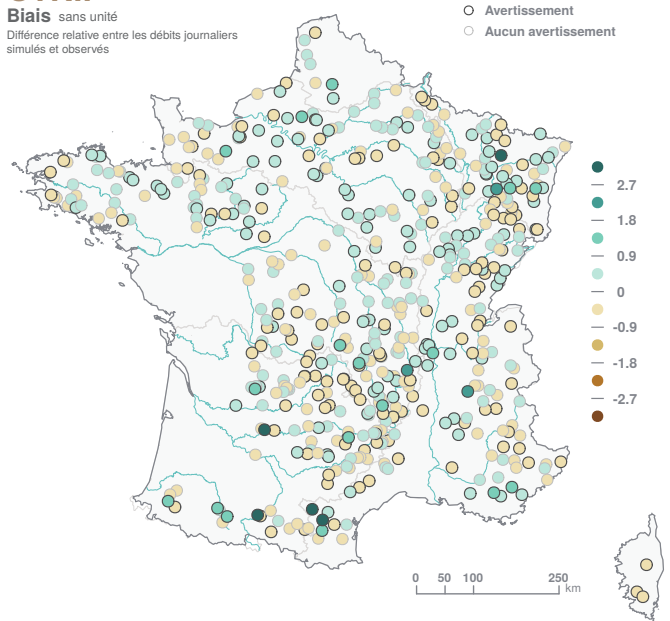 Biais sans unité
Différence relative entre les débits journaliers
simulés et observés
Avertissement
Aucun avertissement
2.7
1.8
0.9
0
-0.9
-1.8
-2.7
0 50 100 250
km